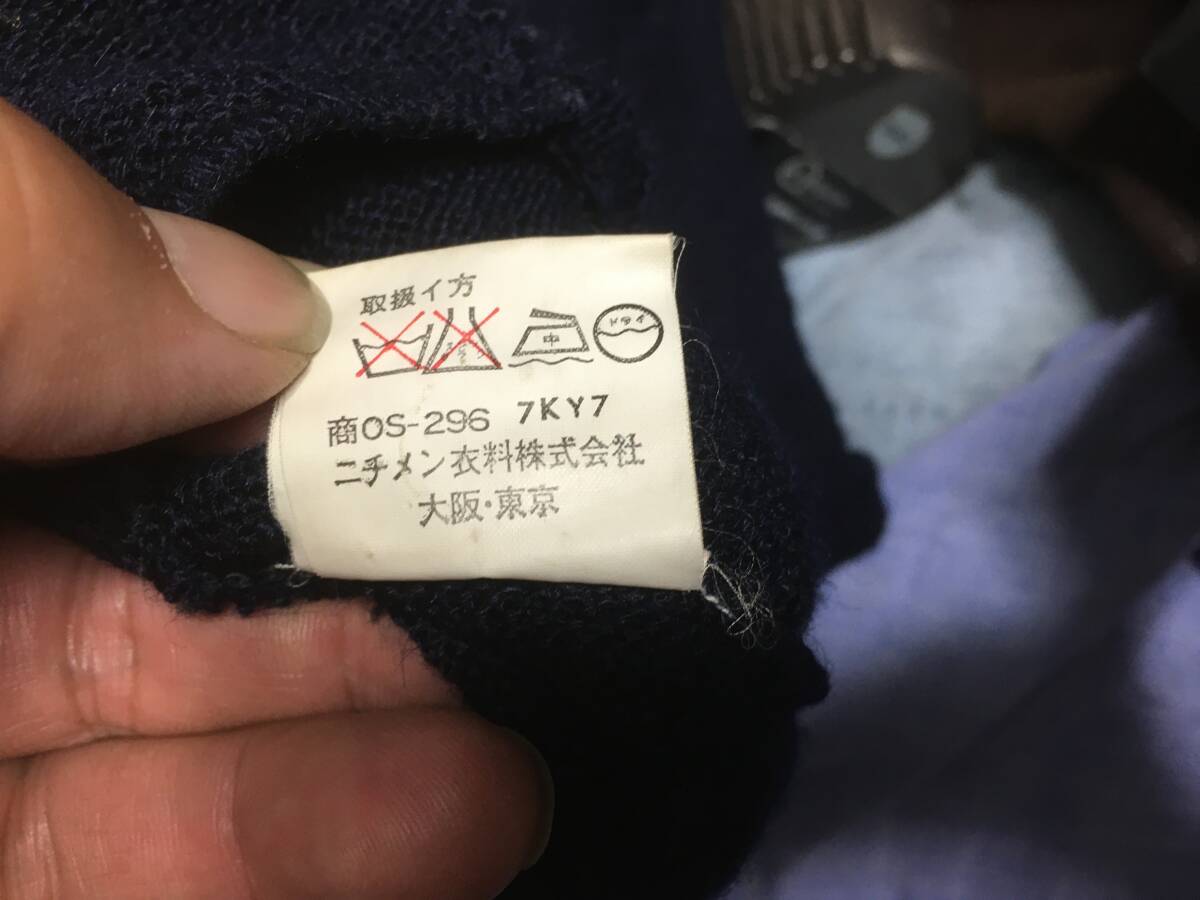 取扱イ方
中 ドライ
商OS-296 7KY7
ニチメン衣料株式会社
大阪・東京